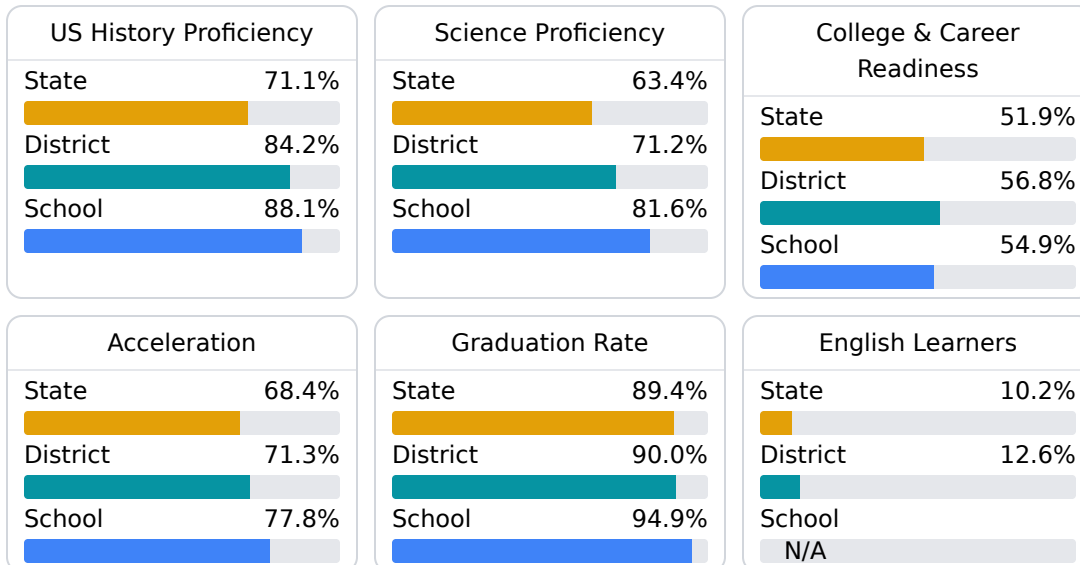 US History Proficiency
State 71.1%
District 84.2%
School 88.1%
Science Proficiency
State 63.4%
District 71.2%
School 81.6%
College & Career
Readiness
State 51.9%
District 56.8%
School 54.9%
Acceleration
State 68.4%
District 71.3%
School 77.8%
Graduation Rate
State 89.4%
District 90.0%
School 94.9%
English Learners
State 10.2%
District 12.6%
School
N/A